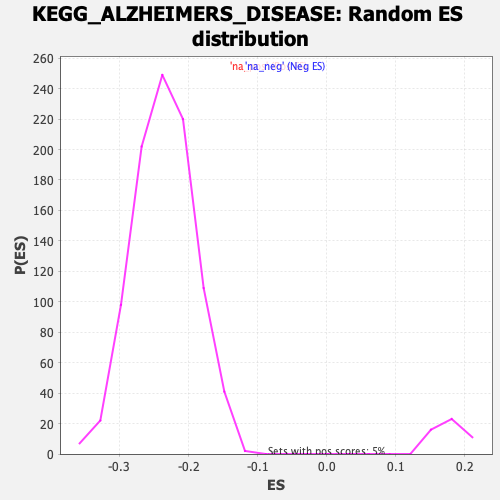 KEGG_ALZHEIMERS_DISEASE: Random ES
distribution
'na 'na_neg' (Neg ES)
260
240
220
200
180
160
140
120
100
80
60
40
20
0
P(ES)
Sets with pos scores: 5%
-0.3 -0.2 -0.1 0.0 0.1 0.2
ES